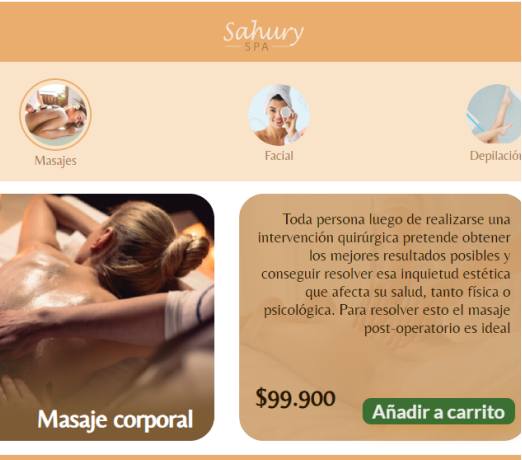 Sahury
SPA
Masajes
Facial
Depilación
Toda persona luego de realizarse una
intervención quirúrgica pretende obtener
los mejores resultados posibles y
conseguir resolver esa inquietud estética
que afecta su salud, tanto física o
psicológica. Para resolver esto el masaje
post-operatorio es ideal
Masaje corporal
$99.900
Añadir a carrito